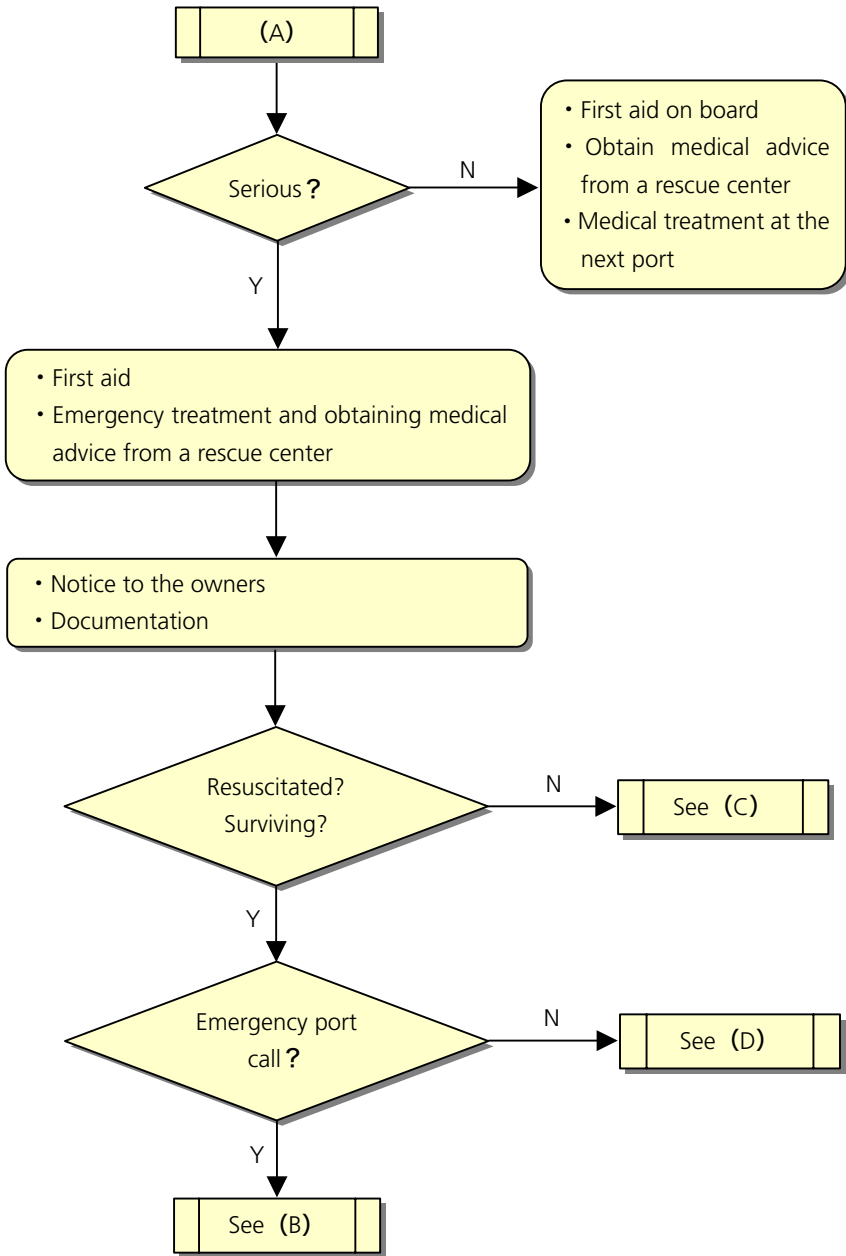 (A)
・First aid on board
・Obtain medical advice
from a rescue center
・Medical treatment at the
next port
Serious?
N
Y
・First aid
・Emergency treatment and obtaining medical
advice from a rescue center
・Notice to the owners
・Documentation
Resuscitated?
Surviving?
N
See (C)
Y
Emergency port
call?
N
See (D)
Y
See (B)